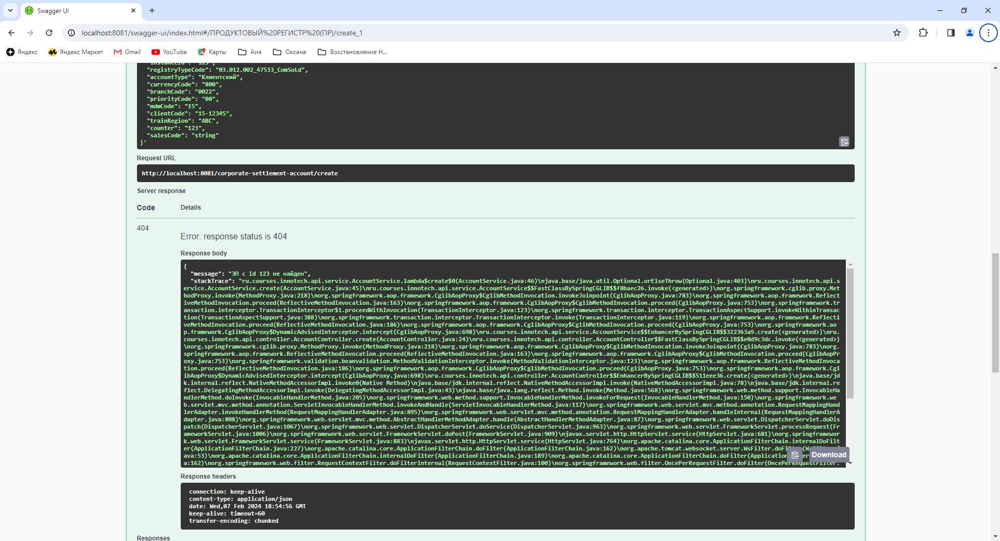 Swagger UI
localhost:8081/swagger-ui/index.html#/ПРОДУКТОВЫЙ%20РЕГИСТР%20(ПР)/create_1
Яндекс Яндекс Маркет Gmail YouTube Карты Аня Оксана Восстановление Н...
"instanceId": "123",
"registryTypeCode": "03.012.002_47533_ComSoLd",
"accountType": "Клиентский",
"currencyCode": "800",
"branchCode": "0022",
"priorityCode": "00",
"mdmCode": "15",
"clientCode": "15-12345",
"trainRegion": "ABC",
"counter": "123",
"salesCode": "string"
}'
Request URL
http://localhost:8081/corporate-settlement-account/create
Server response
Code Details
404
Error: response status is 404
Response body
{
"message": "ЭП с Id 123 не найден",
"stackTrace": "ru.courses.innotech.api.service.AccountService.lambda$create$0(AccountService.java:46)\njava.base/java.util.Optional.orElseThrow(Optional.java:403)\nru.courses.innotech.api.s
ervice.AccountService.create(AccountService.java:45)\nru.courses.innotech.api.service.AccountService$$FastClassBySpringCGLIB$$f8baec26.invoke(<generated>)\norg.springframework.cglib.proxy.Met
hodProxy.invoke(MethodProxy.java:218)\norg.springframework.aop.framework.CglibAopProxy$CglibMethodInvocation.invokeJoinpoint(CglibAopProxy.java:783)\norg.springframework.aop.framework.Reflect
iveMethodInvocation.proceed(ReflectiveMethodInvocation.java:163)\norg.springframework.aop.framework.CglibAopProxy$CglibMethodInvocation.proceed(CglibAopProxy.java:753)\norg.springframework.tr
ansaction.interceptor.TransactionInterceptor$1.proceedWithInvocation(TransactionInterceptor.java:123)\norg.springframework.transaction.interceptor.TransactionAspectSupport.invokeWithinTransac
tion(TransactionAspectSupport.java:388)\norg.springframework.transaction.interceptor.TransactionInterceptor.invoke(TransactionInterceptor.java:119)\norg.springframework.aop.framework.Reflecti
veMethodInvocation.proceed(ReflectiveMethodInvocation.java:186)\norg.springframework.aop.framework.CglibAopProxy$CglibMethodInvocation.proceed(CglibAopProxy.java:753)\norg.springframework.ao
p.framework.CglibAopProxy$DynamicAdvisedInterceptor.intercept(CglibAopProxy.java:698)\nru.courses.innotech.api.service.AccountService$$EnhancerBySpringCGLIB$$322363a9.create(<generated>)\nru.
courses.innotech.api.controller.AccountController.create(AccountController.java:24)\nru.courses.innotech.api.controller.AccountController$$FastClassBySpringCGLIB$$e0d9c3dc.invoke(<generated>)
\norg.springframework.cglib.proxy.MethodProxy.invoke(MethodProxy.java:218)\norg.springframework.aop.framework.CglibAopProxy$CglibMethodInvocation.invokeJoinpoint(CglibAopProxy.java:783)\norg.
springframework.aop.framework.ReflectiveMethodInvocation.proceed(ReflectiveMethodInvocation.java:163)\norg.springframework.aop.framework.CglibAopProxy$CglibMethodInvocation.proceed(CglibAopPr
oxy.java:753)\norg.springframework.validation.beanvalidation.MethodValidationInterceptor.invoke(MethodValidationInterceptor.java:123)\norg.springframework.aop.framework.ReflectiveMethodInvoca
tion.proceed(ReflectiveMethodInvocation.java:186)\norg.springframework.aop.framework.CglibAopProxy$CglibMethodInvocation.proceed(CglibAopProxy.java:753)\norg.springframework.aop.framework.Cgl
ibAopProxy$DynamicAdvisedInterceptor.intercept(CglibAopProxy.java:698)\nru.courses.innotech.api.controller.AccountController$$EnhancerBySpringCGLIB$$511eee36.create(<generated>)\njava.base/jd
k.internal.reflect.NativeMethodAccessorImpl.invoke0(Native Method)\njava.base/jdk.internal.reflect.NativeMethodAccessorImpl.invoke(NativeMethodAccessorImpl.java:78)\njava.base/jdk.internal.re
flect.DelegatingMethodAccessorImpl.invoke(DelegatingMethodAccessorImpl.java:43)\njava.base/java.lang.reflect.Method.invoke(Method.java:568)\norg.springframework.web.method.support.InvocableHa
ndlerMethod.doInvoke(InvocableHandlerMethod.java:205)\norg.springframework.web.method.support.InvocableHandlerMethod.invokeForRequest(InvocableHandlerMethod.java:150)\norg.springframework.we
b.servlet.mvc.method.annotation.ServletInvocableHandlerMethod.invokeAndHandle(ServletInvocableHandlerMethod.java:117)\norg.springframework.web.servlet.mvc.method.annotation.RequestMappingHand
lerAdapter.invokeHandlerMethod(RequestMappingHandlerAdapter.java:895)\norg.springframework.web.servlet.mvc.method.annotation.RequestMappingHandlerAdapter.handleInternal(RequestMappingHandlerA
dapter.java:808)\norg.springframework.web.servlet.mvc.method.AbstractHandlerMethodAdapter.handle(AbstractHandlerMethodAdapter.java:87)\norg.springframework.web.servlet.DispatcherServlet.doDis
patch(DispatcherServlet.java:1067)\norg.springframework.web.servlet.DispatcherServlet.doService(DispatcherServlet.java:963)\norg.springframework.web.servlet.FrameworkServlet.processRequest(Fr
ameworkServlet.java:1006)\norg.springframework.web.servlet.FrameworkServlet.doPost(FrameworkServlet.java:909)\njavax.servlet.http.HttpServlet.service(HttpServlet.java:681)\norg.springframewor
k.web.servlet.FrameworkServlet.service(FrameworkServlet.java:883)\njavax.servlet.http.HttpServlet.service(HttpServlet.java:764)\norg.apache.catalina.core.ApplicationFilterChain.internalDoFilt
er(ApplicationFilterChain.java:227)\norg.apache.catalina.core.ApplicationFilterChain.doFilter(ApplicationFilterChain.java:162)\norg.apache.tomcat.websocket.server.WsFilter.doFi
ava:53)\norg.apache.catalina.core.ApplicationFilterChain.internalDoFilter(ApplicationFilterChain.java:189)\norg.apache.catalina.core.ApplicationFilterChain.doFilter(Applica
Download
a:162)\norg.springframework.web.filter.RequestContextFilter.doFilterInternal(RequestContextFilter.java:100)\norg.springframework.web.filter.OncePerRequestFilter.doFilter(OncePerRequestFilter.
Response headers
connection: keep-alive
content-type: application/json
date: Wed,07 Feb 2024 18:54:56 GMT
keep-alive: timeout=60
transfer-encoding: chunked
Responses